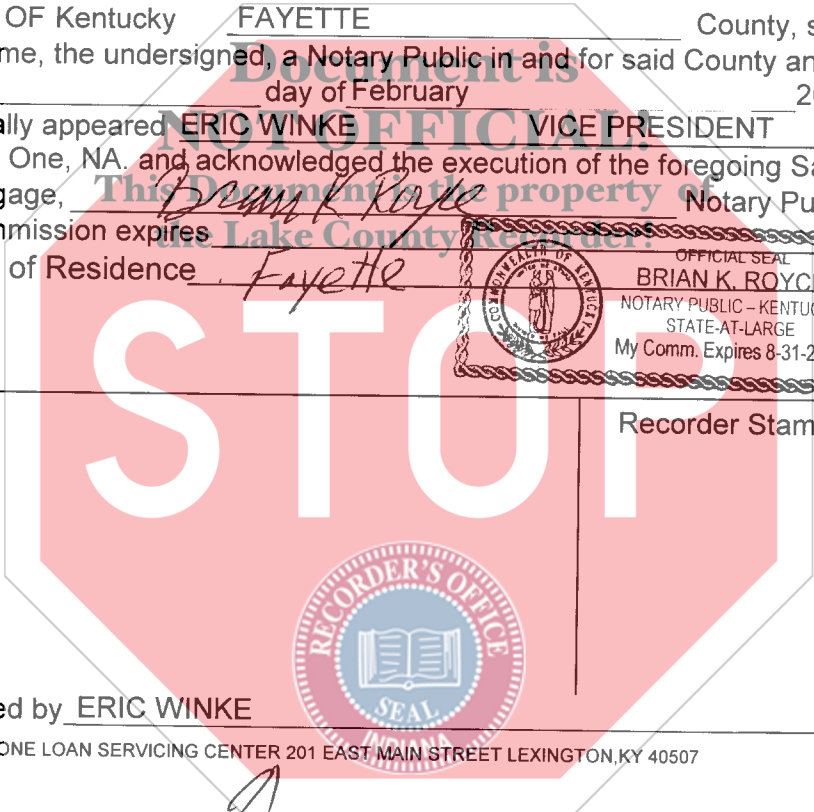 OF Kentucky FAYETTE County, s
me, the undersigned, a Notary Public in and for said County an
Document is
day of February 20
NOT OFFICIAL!
ally appeared ERIC WINKE VICE PRESIDENT
One, NA. and acknowledged the execution of the foregoing Sa
This Document is the property of
gage, Brian K Royce Notary Pu
the Lake County Recorder!
mmission expires
of Residence Fayette
OFFICIAL SEAL
BRIAN K. ROYC
NOTARY PUBLIC – KENTUC
STATE-AT-LARGE
My Comm. Expires 8-31-2
COMMONWEALTH OF KENTUCKY
STOP
Recorder Stam
RECORDER'S OFFICE
SEAL
INDIANA
ed by ERIC WINKE
ONE LOAN SERVICING CENTER 201 EAST MAIN STREET LEXINGTON,KY 40507